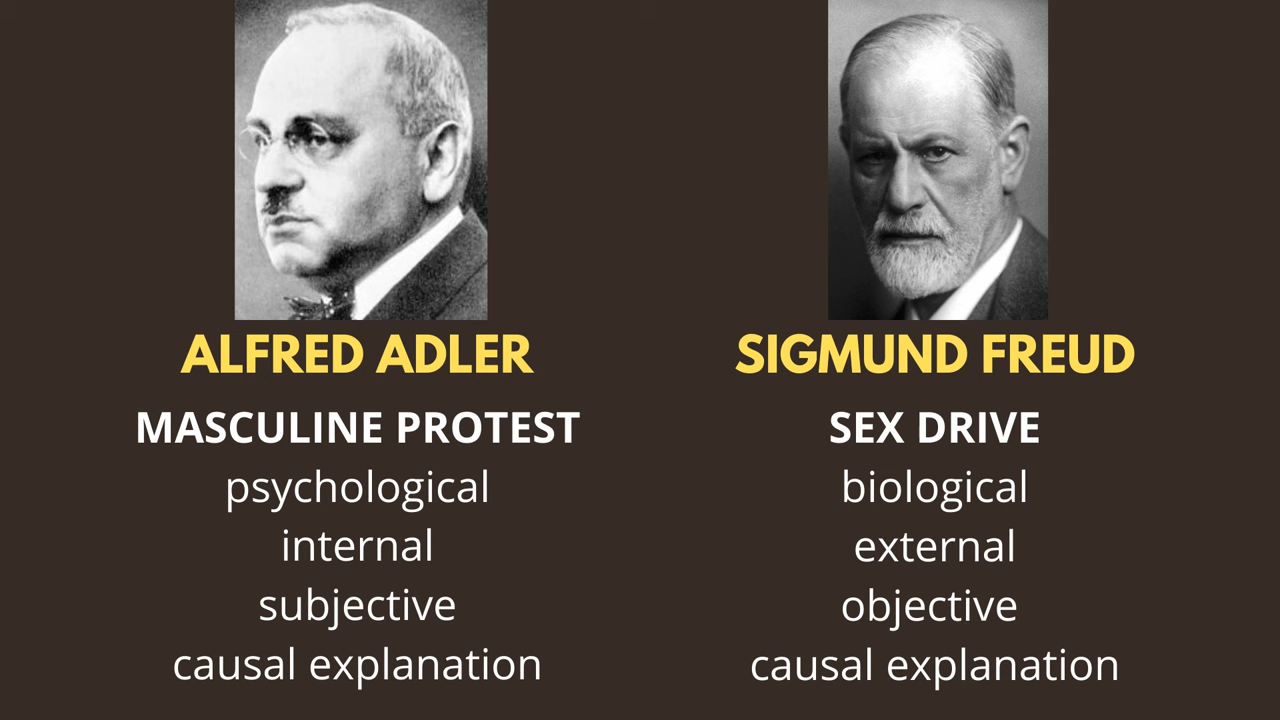 ALFRED ADLER
MASCULINE PROTEST
psychological
internal
subjective
causal explanation
SIGMUND FREUD
SEX DRIVE
biological
external
objective
causal explanation